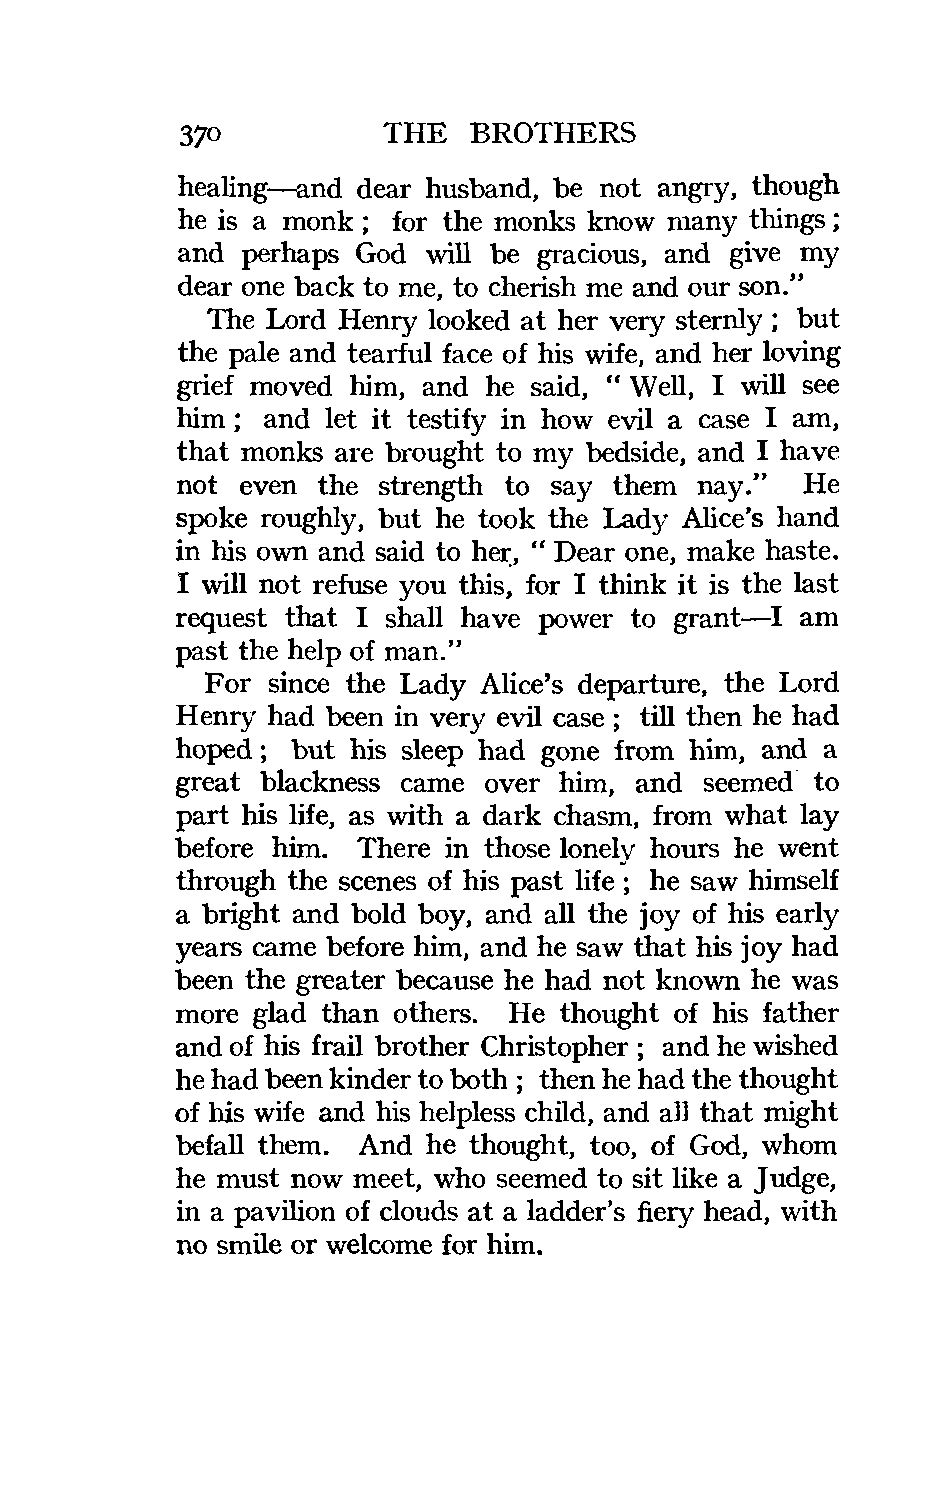 370 THE BROTHERS
healing—and dear husband, be not angry, though
he is a monk ; for the monks know many things ;
and perhaps God will be gracious, and give my
dear one back to me, to cherish me and our son."
The Lord Henry looked at her very sternly ; but
the pale and tearful face of his wife, and her loving
grief moved him, and he said, " Well, I will see
him ; and let it testify in how evil a case I am,
that monks are brought to my bedside, and I have
not even the strength to say them nay." He
spoke roughly, but he took the Lady Alice's hand
in his own and said to her, " Dear one, make haste.
I will not refuse you this, for I think it is the last
request that I shall have power to grant—I am
past the help of man."
For since the Lady Alice's departure, the Lord
Henry had been in very evil case ; till then he had
hoped ; but his sleep had gone from him, and a
great blackness came over him, and seemed to
part his life, as with a dark chasm, from what lay
before him. There in those lonely hours he went
through the scenes of his past life ; he saw himself
a bright and bold boy, and all the joy of his early
years came before him, and he saw that his joy had
been the greater because he had not known he was
more glad than others. He thought of his father
and of his frail brother Christopher ; and he wished
he had been kinder to both ; then he had the thought
of his wife and his helpless child, and all that might
befall them. And he thought, too, of God, whom
he must now meet, who seemed to sit like a Judge,
in a pavilion of clouds at a ladder's fiery head, with
no smile or welcome for him.